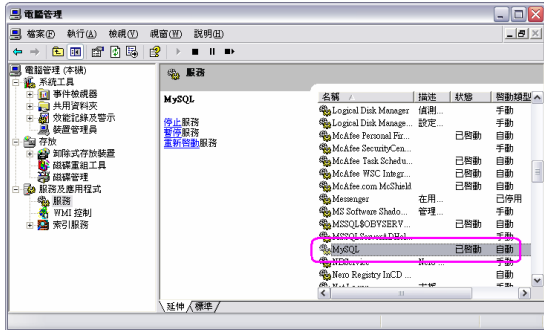 電腦管理
檔案(F) 執行(A) 檢視(V) 視窗(W) 說明(H)
電腦管理 (本機)
系統工具
事件檢視器
共用資料夾
效能記錄及警示
裝置管理員
存放
卸除式存放裝置
磁碟重組工具
磁碟管理
服務及應用程式
服務
WMI 控制
索引服務
服務
MySQL
停止服務
暫停服務
重新啟動服務
名稱 / 描述 狀態 啟動類型
Logical Disk Manager 偵測... 手動
Logical Disk Manage... 設定... 手動
McAfee Personal Fir... 已啟動 自動
McAfee SecurityCen... 手動
McAfee Task Schedu... 已啟動 自動
McAfee WSC Integr... 已啟動 自動
McAfee.com McShield 已啟動 自動
Messenger 在用... 已停用
MS Software Shado... 管理... 手動
MSSQL$OBVSERV... 已啟動 自動
MSSQLServerADHel... 手動
MySQL 已啟動 自動
NBService Nero ... 手動
Nero Registry InCD ... 自動
延伸 標準